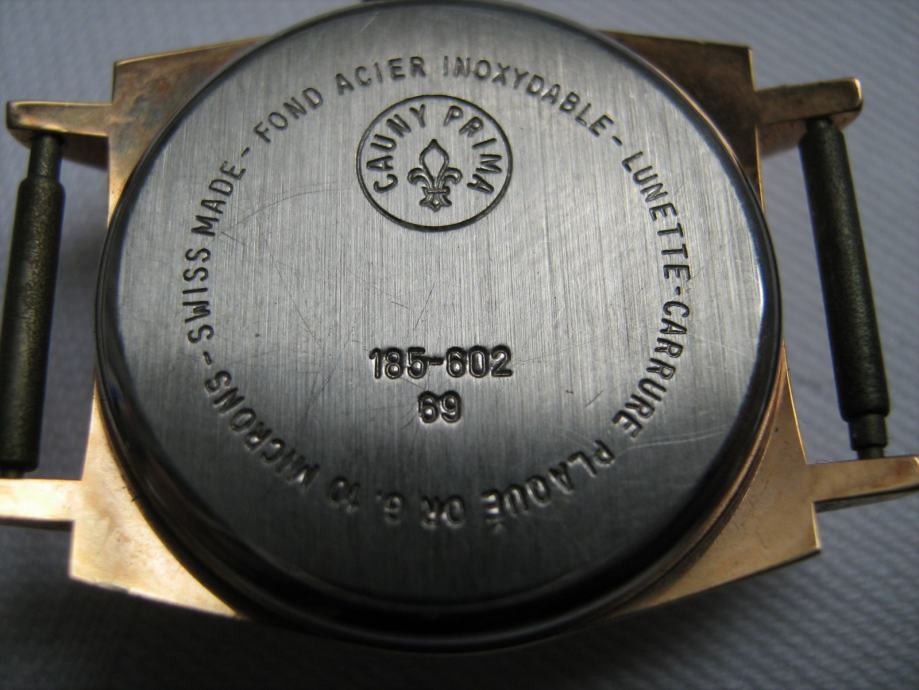 SWISS MADE - FOND ACIER INOXYDABLE - LUNETTE-CARRURE PLAQUÉ OR G. 10 MICRONS -
CAUNY PRIMA
185-602
69